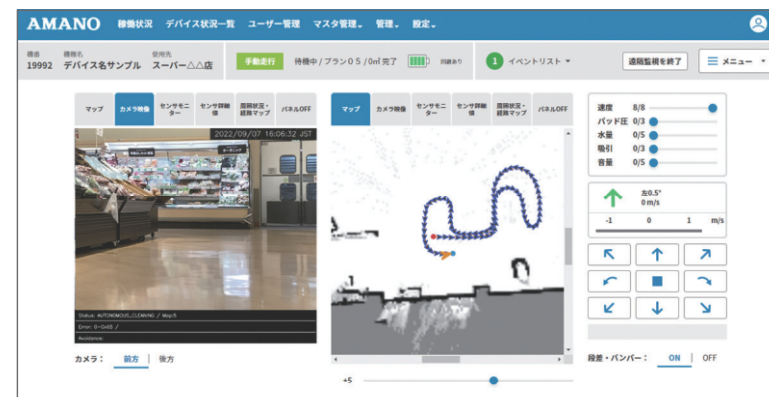 AMANO 稼働状況 デバイス状況一覧 ユーザー管理 マスタ管理 管理 設定
機番 機器名 使用先
19992 デバイス名サンプル スーパー△△店 手動走行 待機中 / プラン05 / 0㎡ 完了 1 イベントリスト 遠隔監視を終了 メニュー
マップ カメラ映像 センサモニター センサ詳細値 周囲状況・経路マップ パネルOFF
マップ カメラ映像 センサモニター センサ詳細値 周囲状況・経路マップ パネルOFF
2022/09/07 16:06:32 JST
Status: AUTONOMOUS_CLEANING / Map:5
Error: 0-0x65 /
Avoidance:
カメラ： 前方 後方
+5
速度 8/8
パッド圧 0/3
水量 0/5
吸引 0/3
音量 0/5
左0.5°
0 m/s
-1 0 1 m/s
段差・バンパー： ON OFF